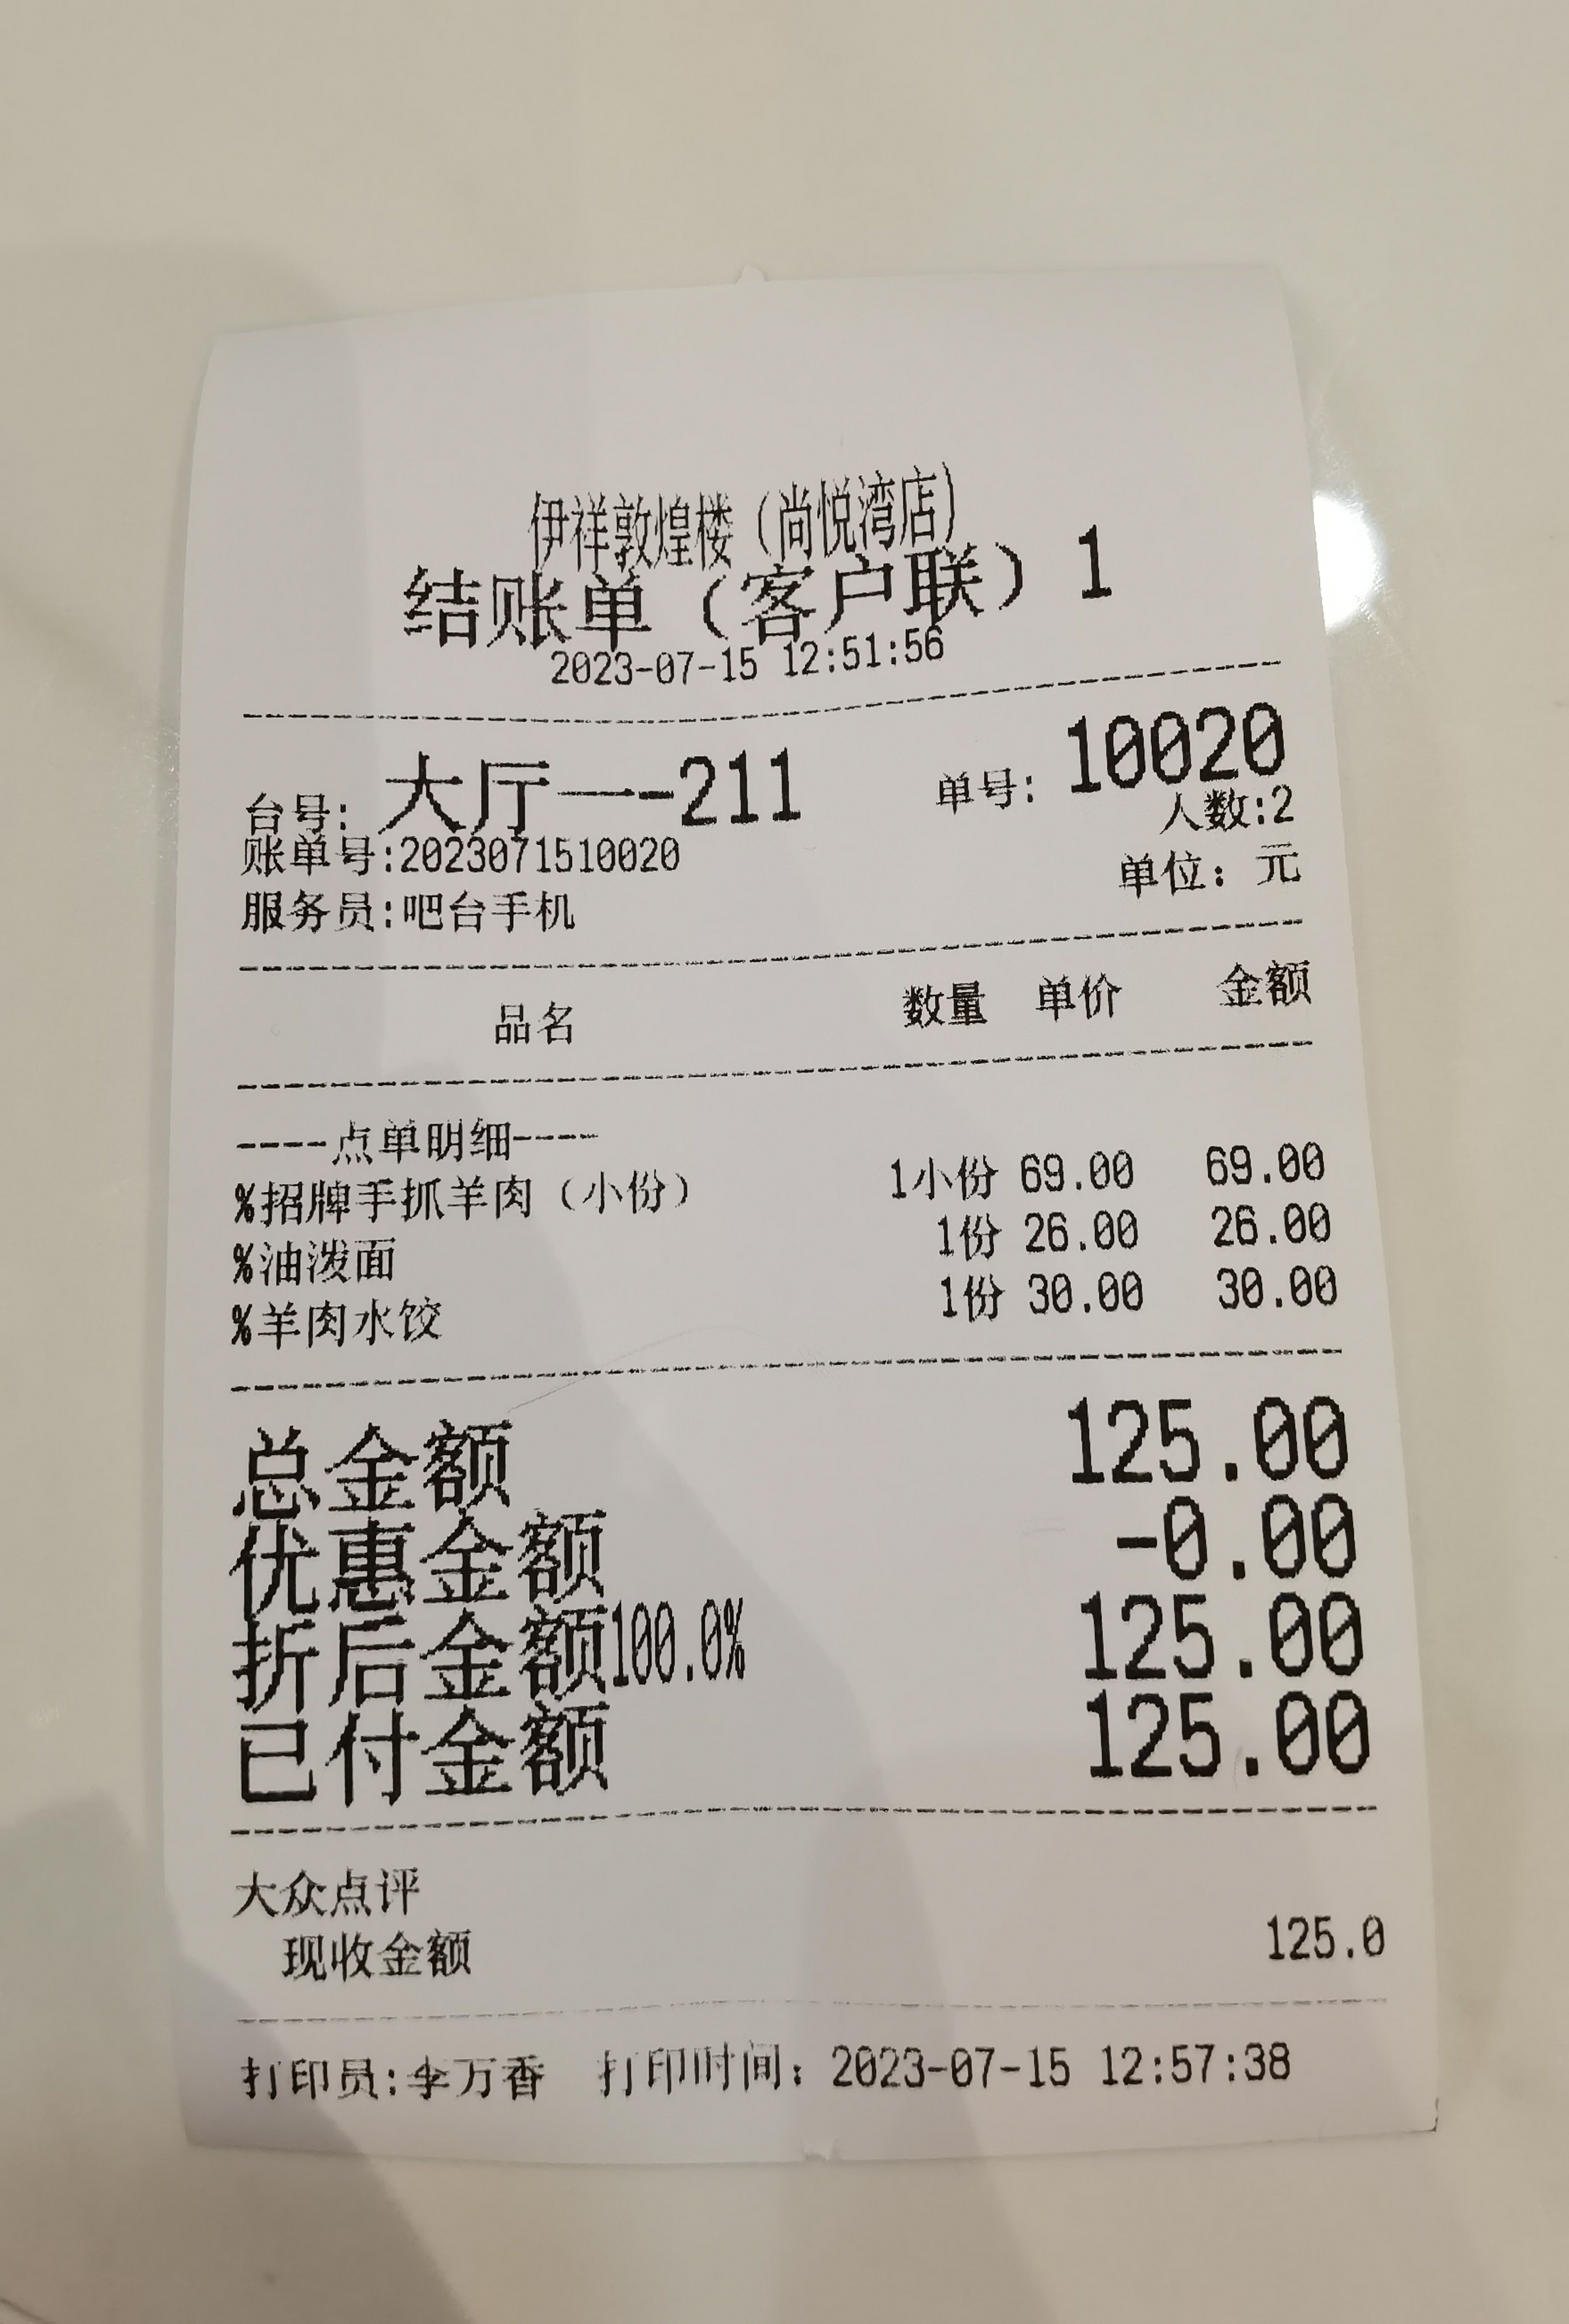 伊祥敦煌楼（尚悦湾店）
结账单（客户联）1
2023-07-15 12:51:56
台号: 大厅一-211 单号: 10020
账单号:2023071510020 人数:2
服务员:吧台手机 单位：元
品名 数量 单价 金额
----点单明细----
%招牌手抓羊肉（小份） 1小份 69.00 69.00
%油泼面 1份 26.00 26.00
%羊肉水饺 1份 30.00 30.00
总金额 125.00
优惠金额 -0.00
折后金额100.0% 125.00
已付金额 125.00
大众点评
现收金额 125.0
打印员:李万香 打印时间：2023-07-15 12:57:38